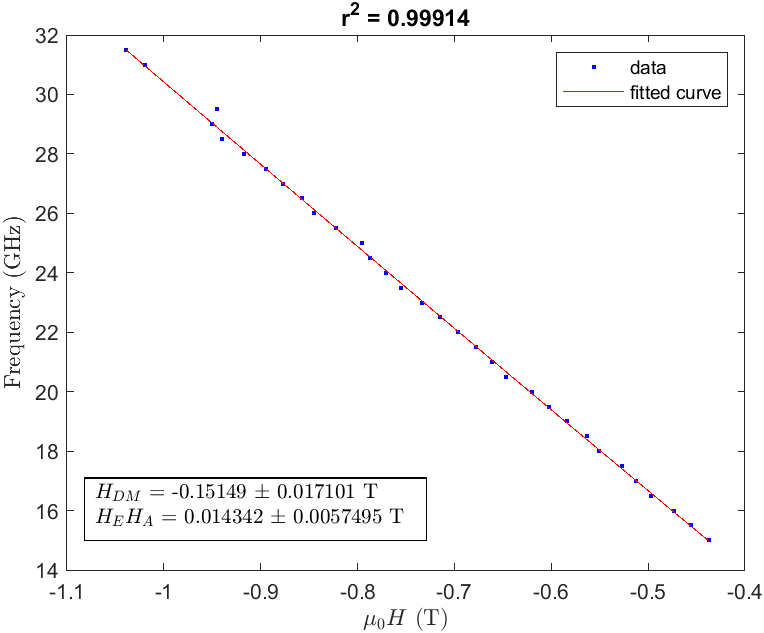 r² = 0.99914
32
30
28
26
24
22
20
18
16
14
Frequency (GHz)
data
fitted curve
H_DM = -0.15149 ± 0.017101 T
H_E H_A = 0.014342 ± 0.0057495 T
-1.1 -1 -0.9 -0.8 -0.7 -0.6 -0.5 -0.4
μ₀H (T)